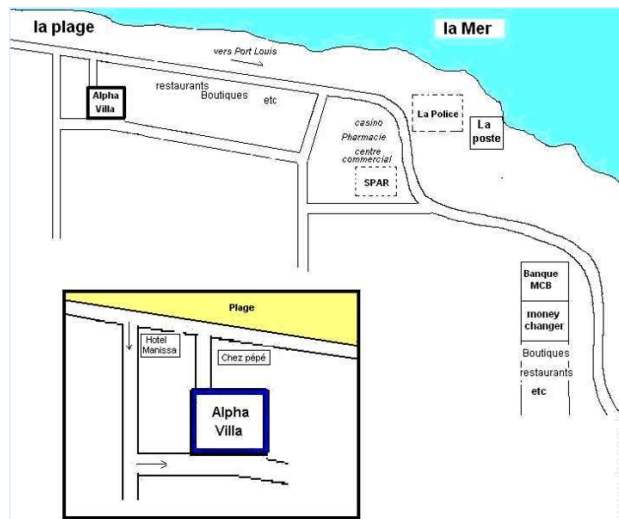 la plage
la Mer
vers Port Louis
Alpha
Villa
restaurants
Boutiques
etc
casino
Pharmacie
centre
commercial
SPAR
La Police
La
poste
Banque
MCB
money
changer
Boutiques
restaurants
etc
Plage
Hotel
Manissa
Chez pépé
Alpha
Villa